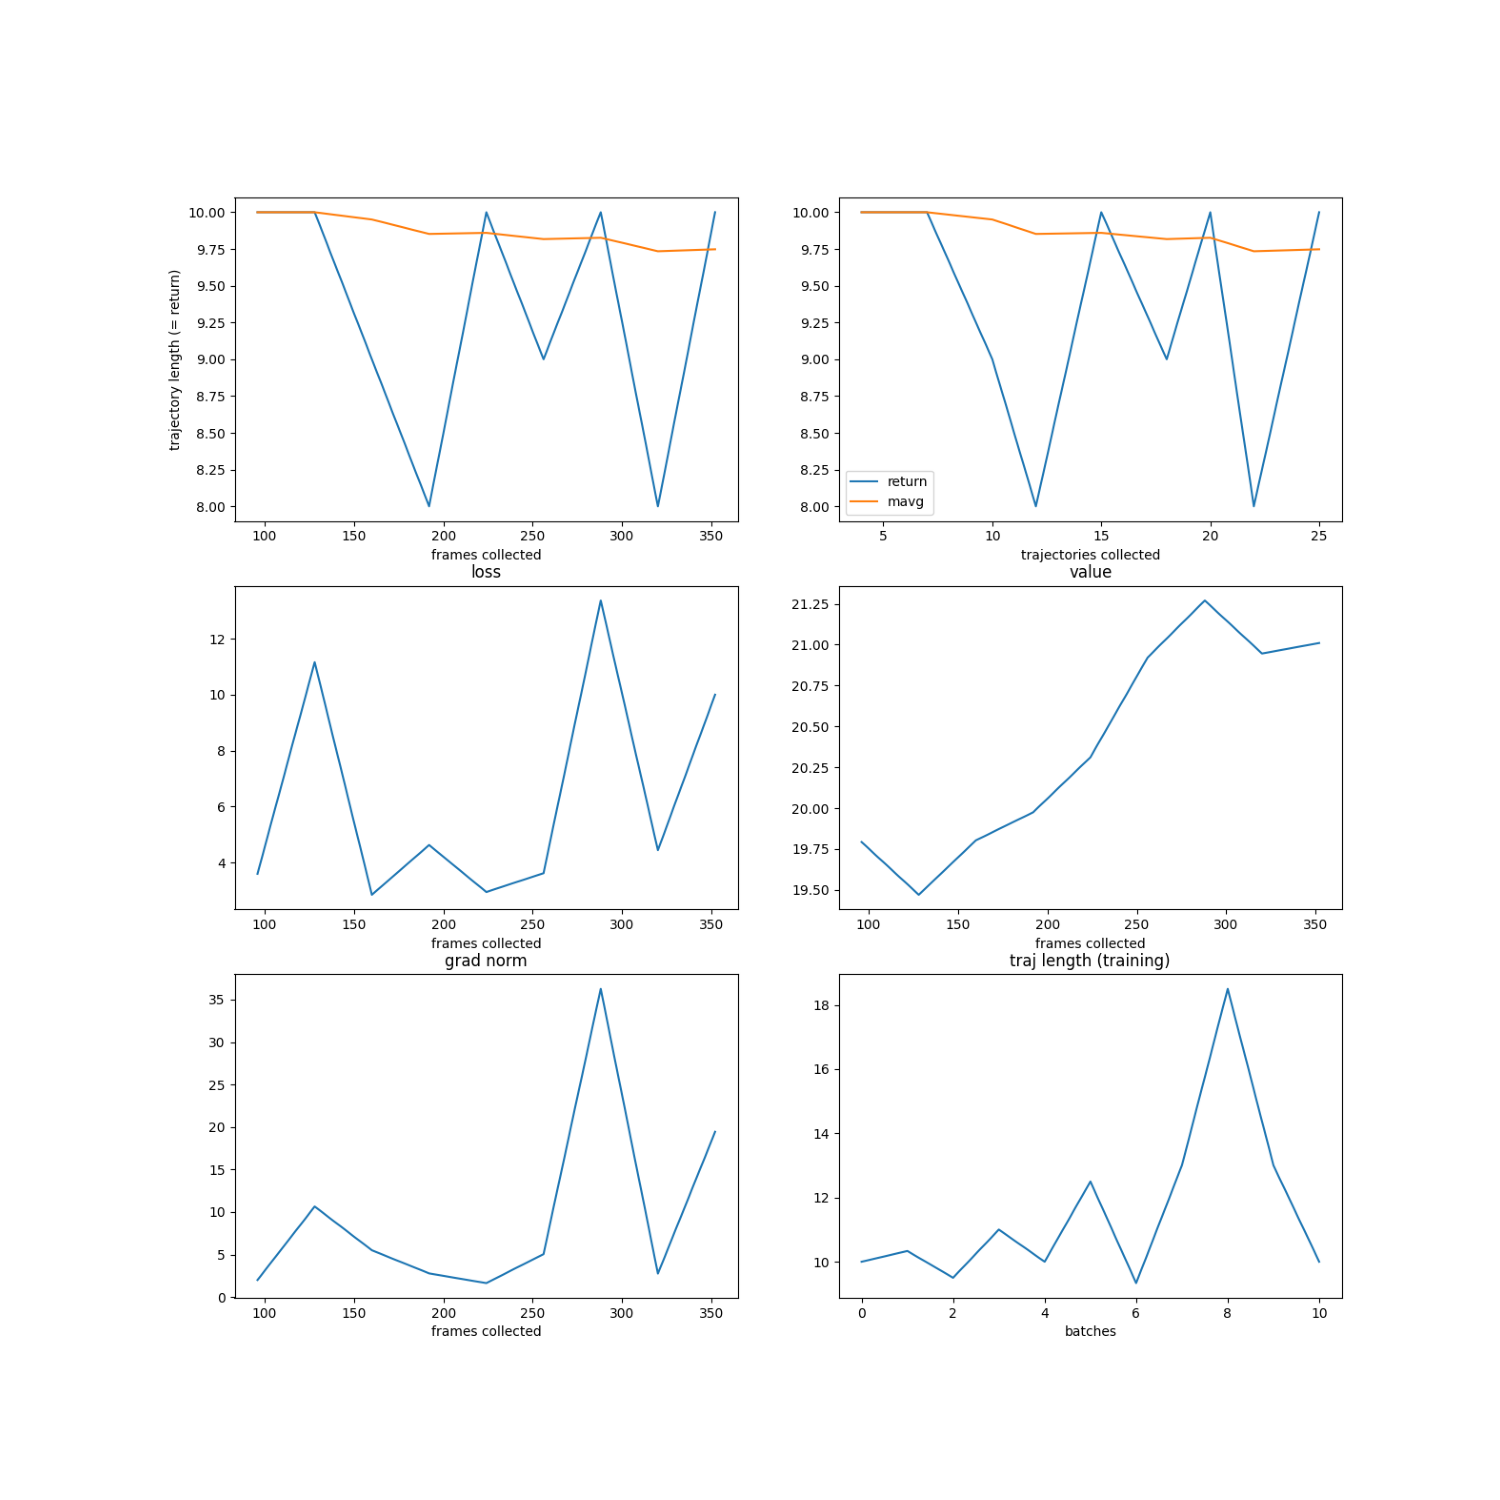 trajectory length (= return)
10.00
9.75
9.50
9.25
9.00
8.75
8.50
8.25
8.00
100 150 200 250 300 350
frames collected
10.00
9.75
9.50
9.25
9.00
8.75
8.50
8.25
8.00
return
mavg
5 10 15 20 25
trajectories collected
loss
12
10
8
6
4
100 150 200 250 300 350
frames collected
value
21.25
21.00
20.75
20.50
20.25
20.00
19.75
19.50
100 150 200 250 300 350
frames collected
grad norm
35
30
25
20
15
10
5
0
100 150 200 250 300 350
frames collected
traj length (training)
18
16
14
12
10
0 2 4 6 8 10
batches